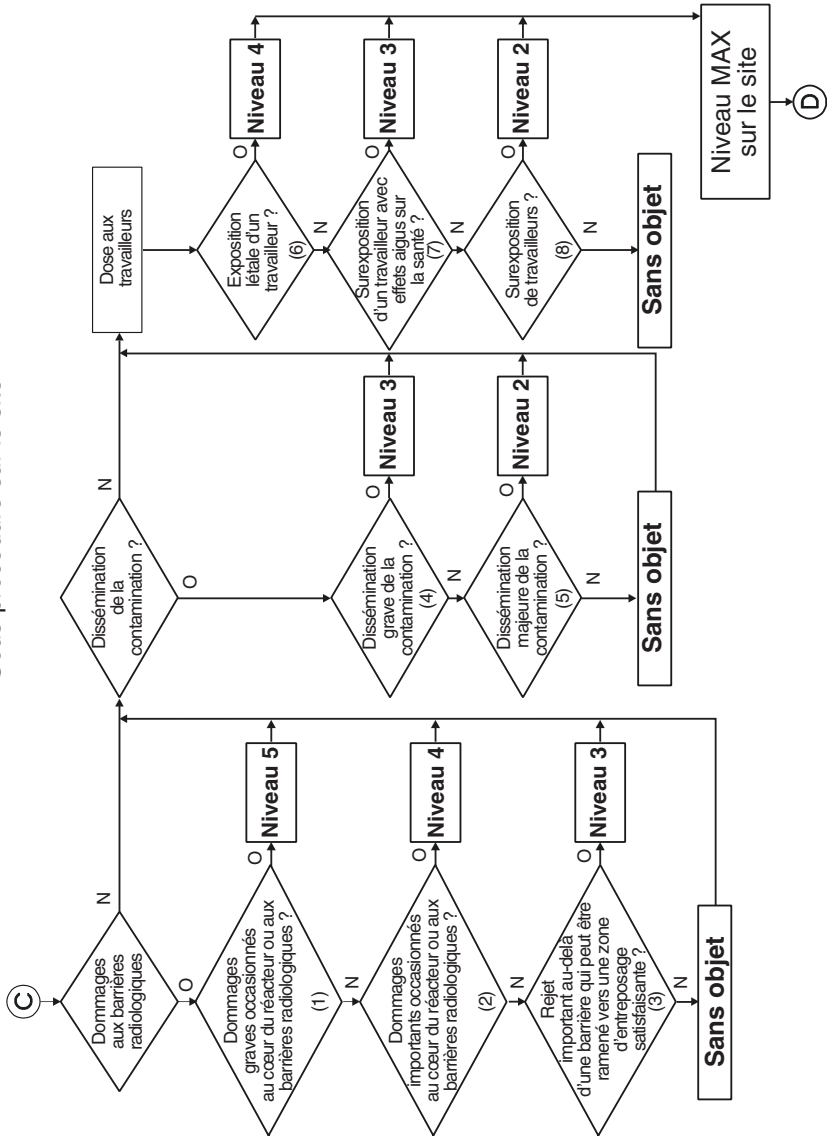 C
Dommages
aux barrières
radiologiques
N
O
Dommages
graves occasionnés
au cœur du réacteur ou aux
barrières radiologiques ?
(1)
O
Niveau 5
N
Dommages
importants occasionnés
au cœur du réacteur ou aux
barrières radiologiques ?
(2)
O
Niveau 4
N
Rejet
important au-delà
d'une barrière qui peut être
ramené vers une zone
d'entreposage
satisfaisante ?
(3)
O
Niveau 3
N
Sans objet
Dissémination
de la
contamination ?
N
O
Dissémination
grave de la
contamination ?
(4)
O
Niveau 3
N
Dissémination
majeure de la
contamination ?
(5)
O
Niveau 2
N
Sans objet
Dose aux
travailleurs
Exposition
létale d'un
travailleur ?
(6)
O
Niveau 4
N
Surexposition
d'un travailleur avec
effets aigus sur
la santé ?
(7)
O
Niveau 3
N
Surexposition
de travailleurs ?
(8)
O
Niveau 2
N
Sans objet
Niveau MAX
sur le site
D